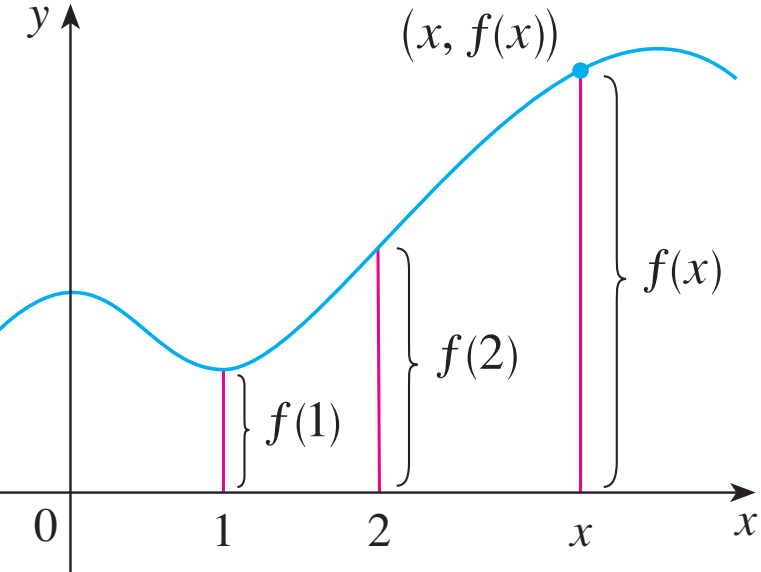 y
(x, f(x))
f(x)
f(2)
f(1)
0
1
2
x
x